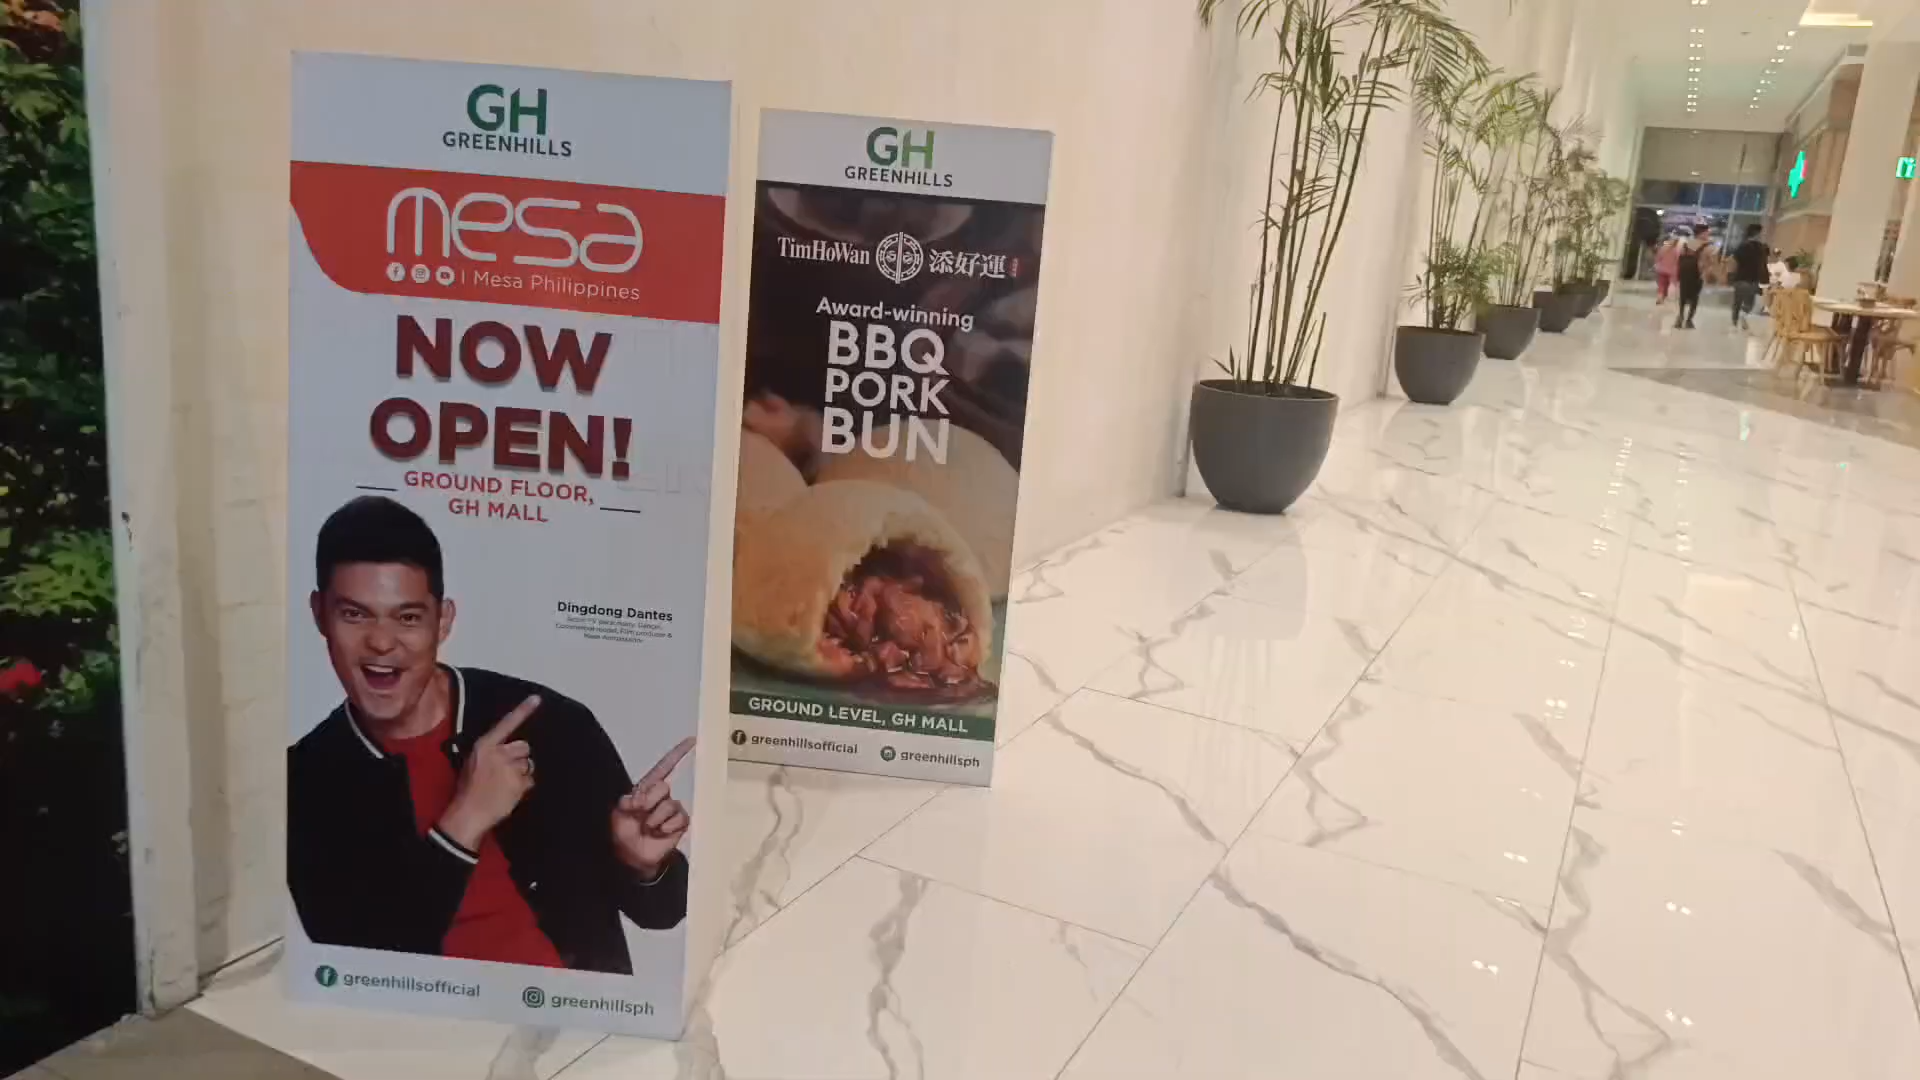 GH
GREENHILLS
mesa
| Mesa Philippines
NOW
OPEN!
GROUND FLOOR,
GH MALL
Dingdong Dantes
greenhillsofficial
greenhillsph
GH
GREENHILLS
TimHoWan 添好運
Award-winning
BBQ
PORK
BUN
GROUND LEVEL, GH MALL
greenhillsofficial
greenhillsph